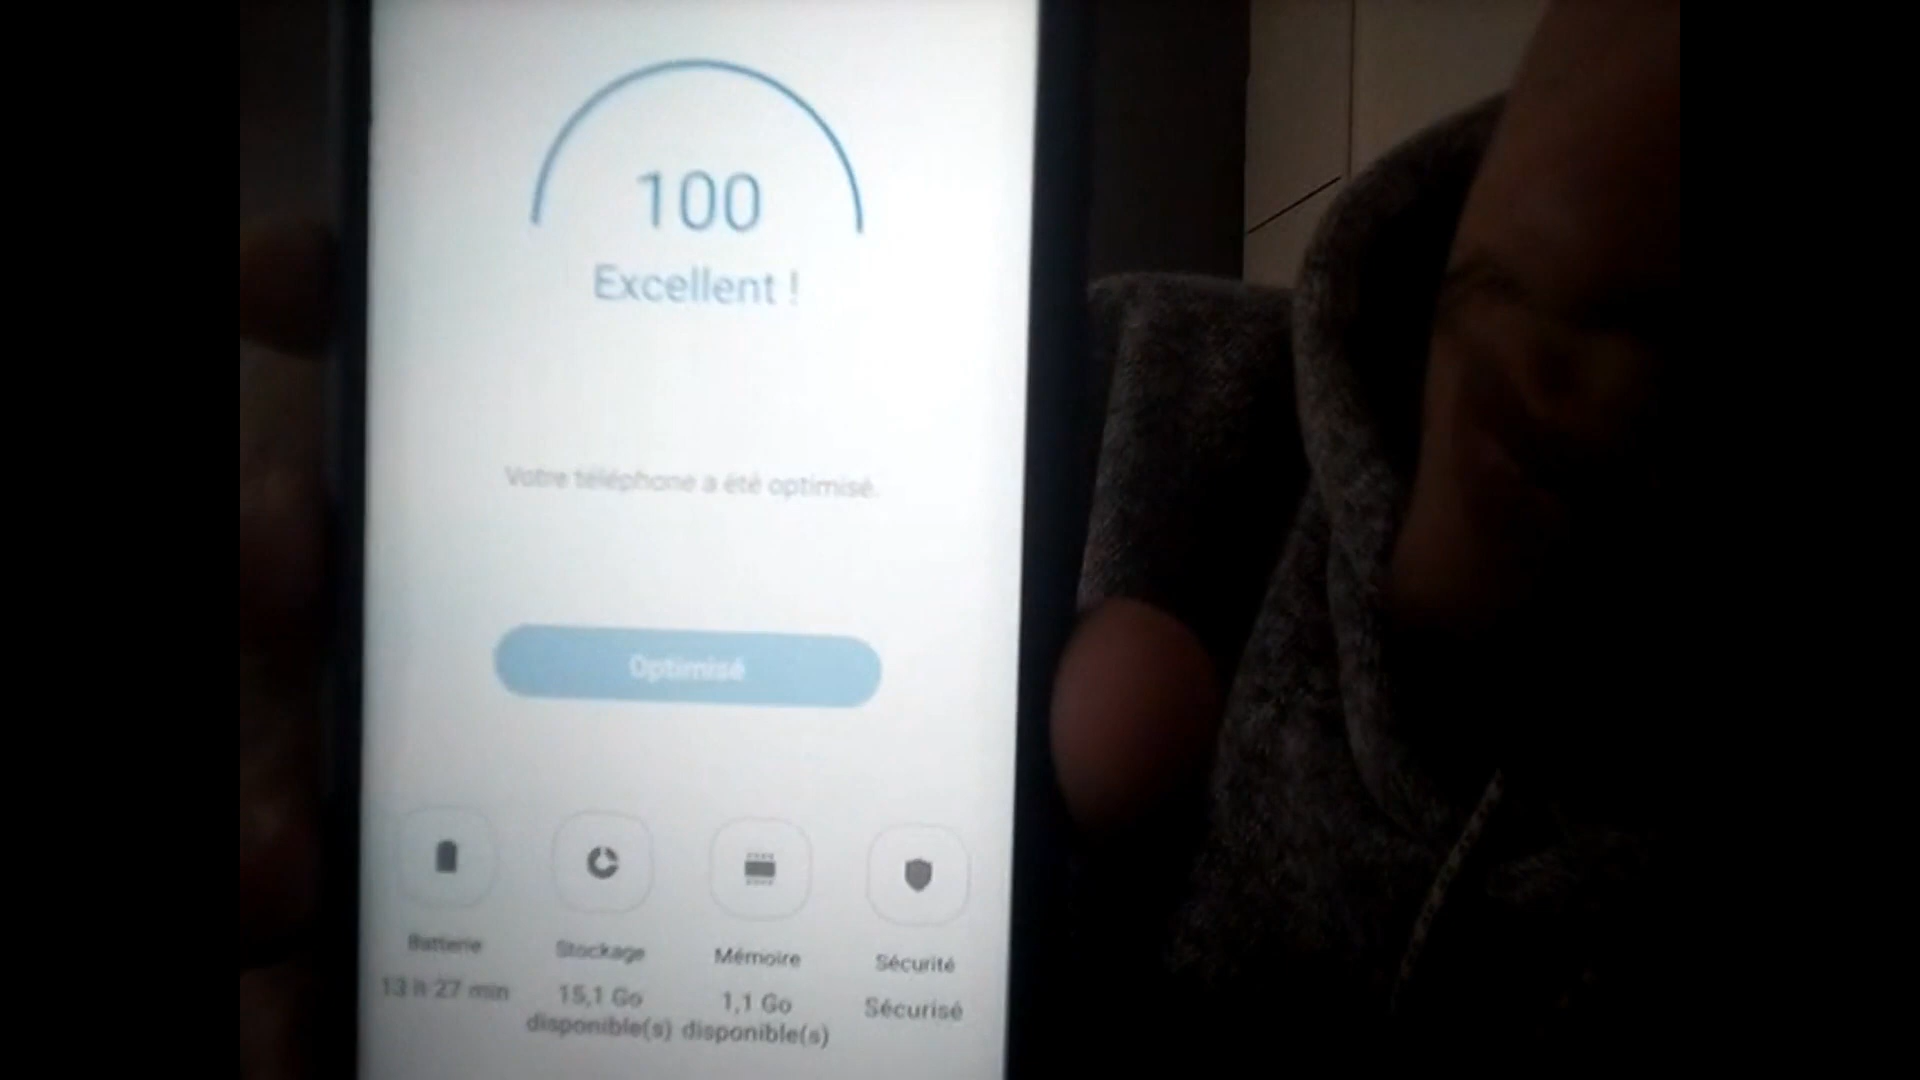 100
Excellent !
Votre téléphone a été optimisé.
Optimisé
Batterie
Stockage
Mémoire
Sécurité
13 h 27 min
15,1 Go
disponible(s)
1,1 Go
disponible(s)
Sécurisé